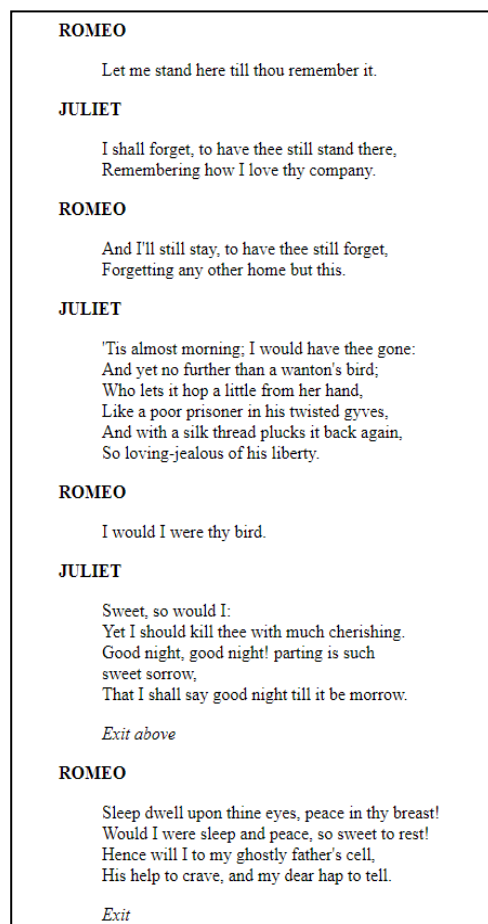 ROMEO
Let me stand here till thou remember it.
JULIET
I shall forget, to have thee still stand there,
Remembering how I love thy company.
ROMEO
And I'll still stay, to have thee still forget,
Forgetting any other home but this.
JULIET
'Tis almost morning; I would have thee gone:
And yet no further than a wanton's bird;
Who lets it hop a little from her hand,
Like a poor prisoner in his twisted gyves,
And with a silk thread plucks it back again,
So loving-jealous of his liberty.
ROMEO
I would I were thy bird.
JULIET
Sweet, so would I:
Yet I should kill thee with much cherishing.
Good night, good night! parting is such
sweet sorrow,
That I shall say good night till it be morrow.
Exit above
ROMEO
Sleep dwell upon thine eyes, peace in thy breast!
Would I were sleep and peace, so sweet to rest!
Hence will I to my ghostly father's cell,
His help to crave, and my dear hap to tell.
Exit